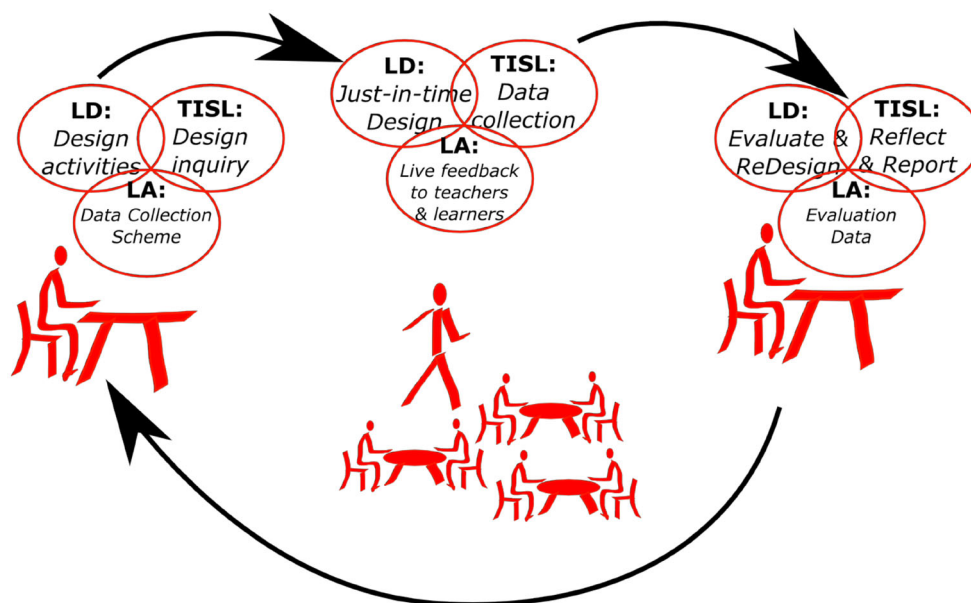 LD:
Design
activities
TISL:
Design
inquiry
LA:
Data Collection
Scheme
LD:
Just-in-time
Design
TISL:
Data
collection
LA:
Live feedback
to teachers
& learners
LD:
Evaluate &
ReDesign
TISL:
Reflect
& Report
LA:
Evaluation
Data